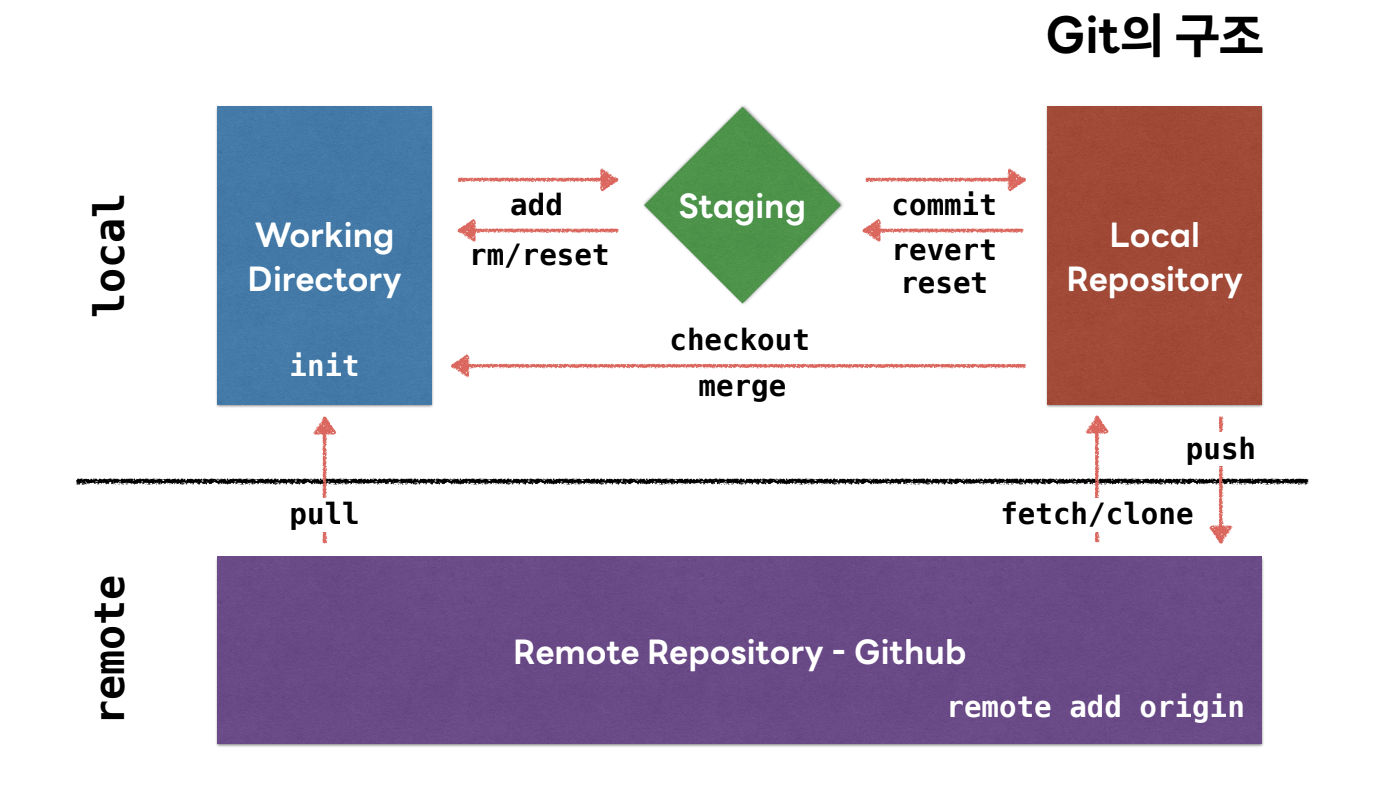 Git의 구조
local
Working
Directory
init
add
rm/reset
Staging
commit
revert
reset
Local
Repository
checkout
merge
push
pull
fetch/clone
remote
Remote Repository - Github
remote add origin